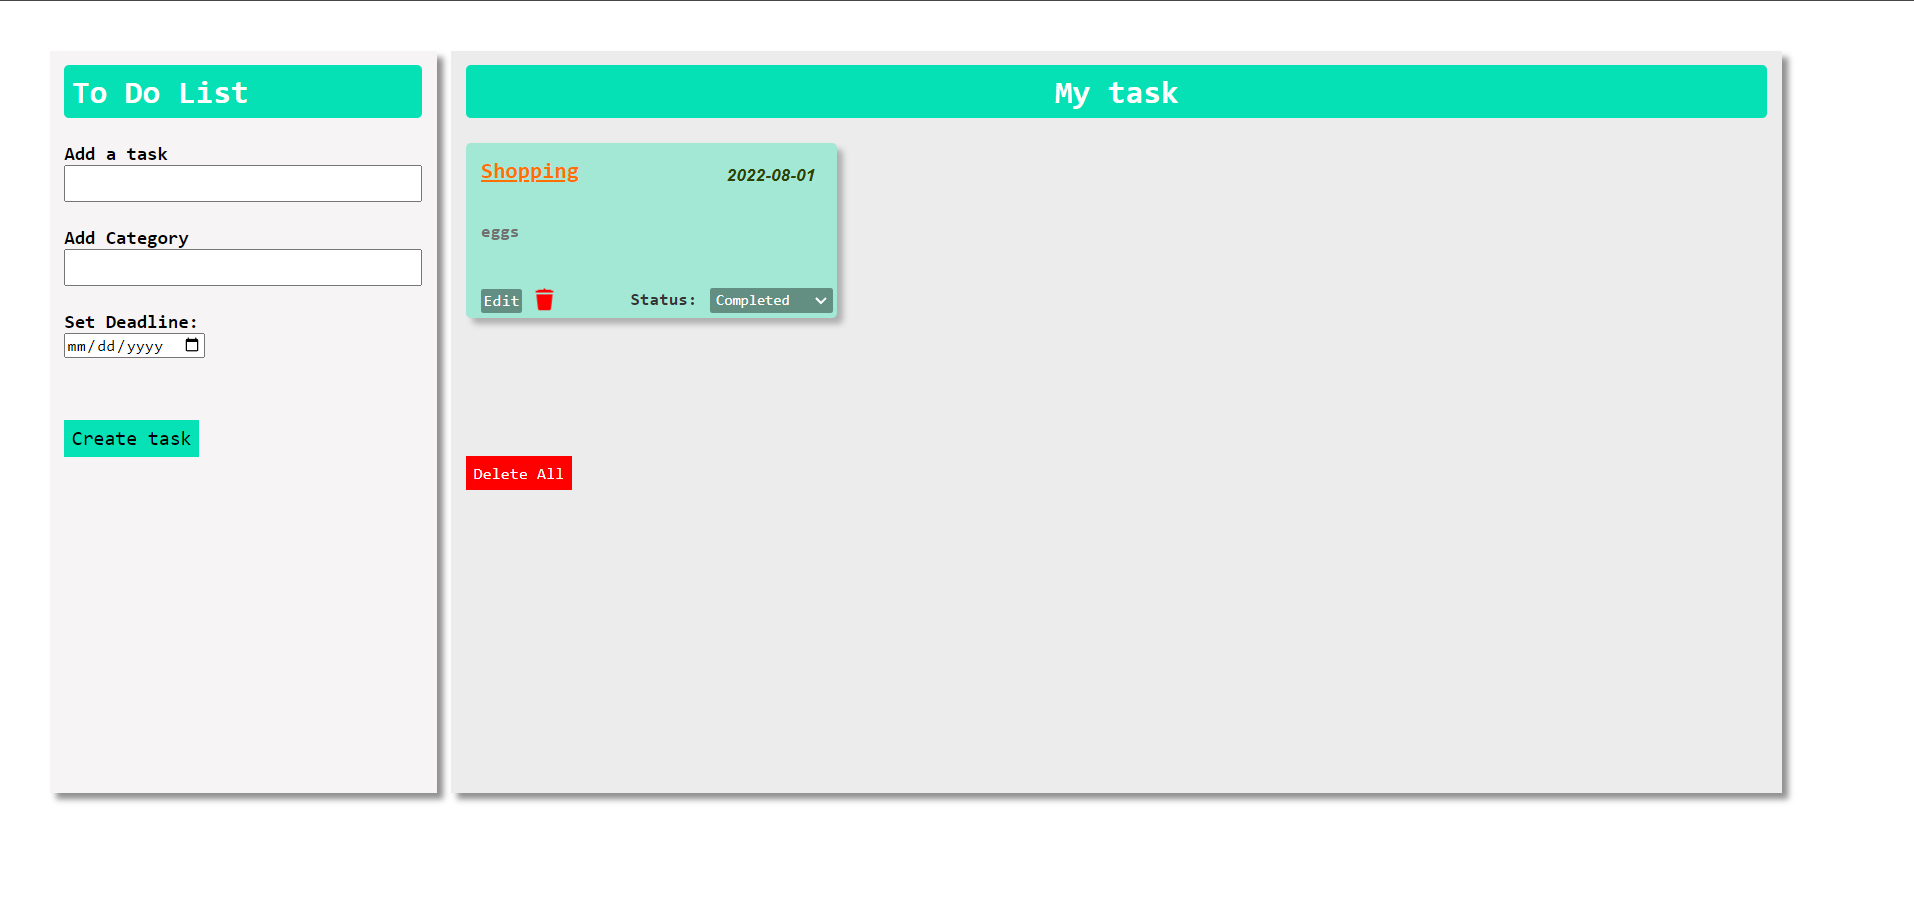 To Do List
Add a task
Add Category
Set Deadline:
mm/dd/yyyy
Create task
My task
Shopping 2022-08-01
eggs
Edit Status: Completed
Delete All